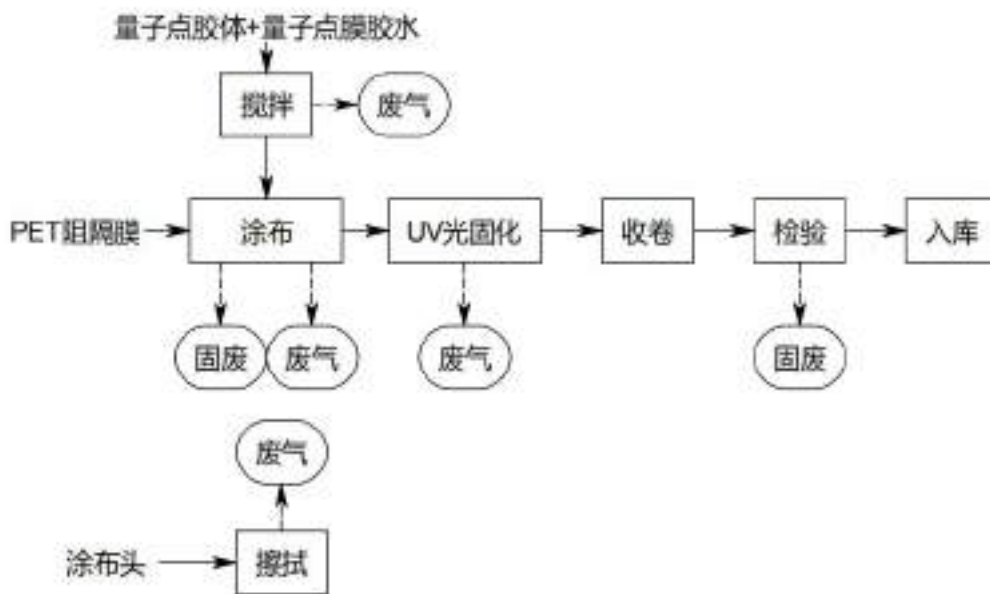 量子点胶体+量子点膜胶水
搅拌
废气
PET阻隔膜
涂布
UV光固化
收卷
检验
入库
固废
废气
废气
固废
废气
涂布头
擦拭